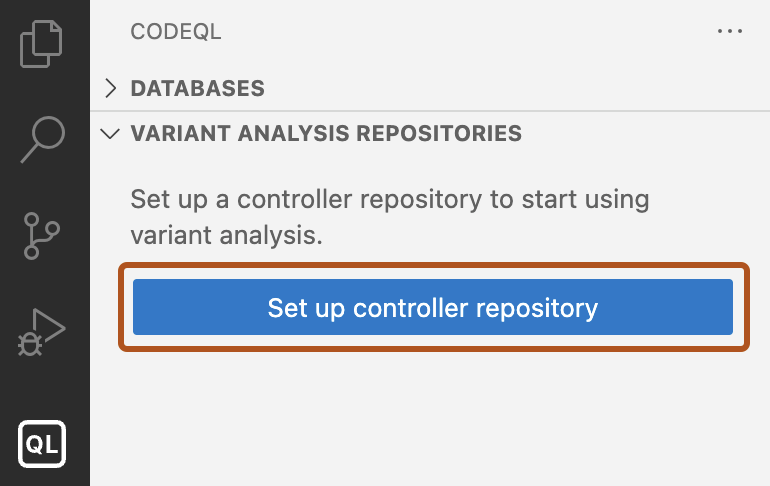 CODEQL
DATABASES
VARIANT ANALYSIS REPOSITORIES
Set up a controller repository to start using
variant analysis.
Set up controller repository
QL